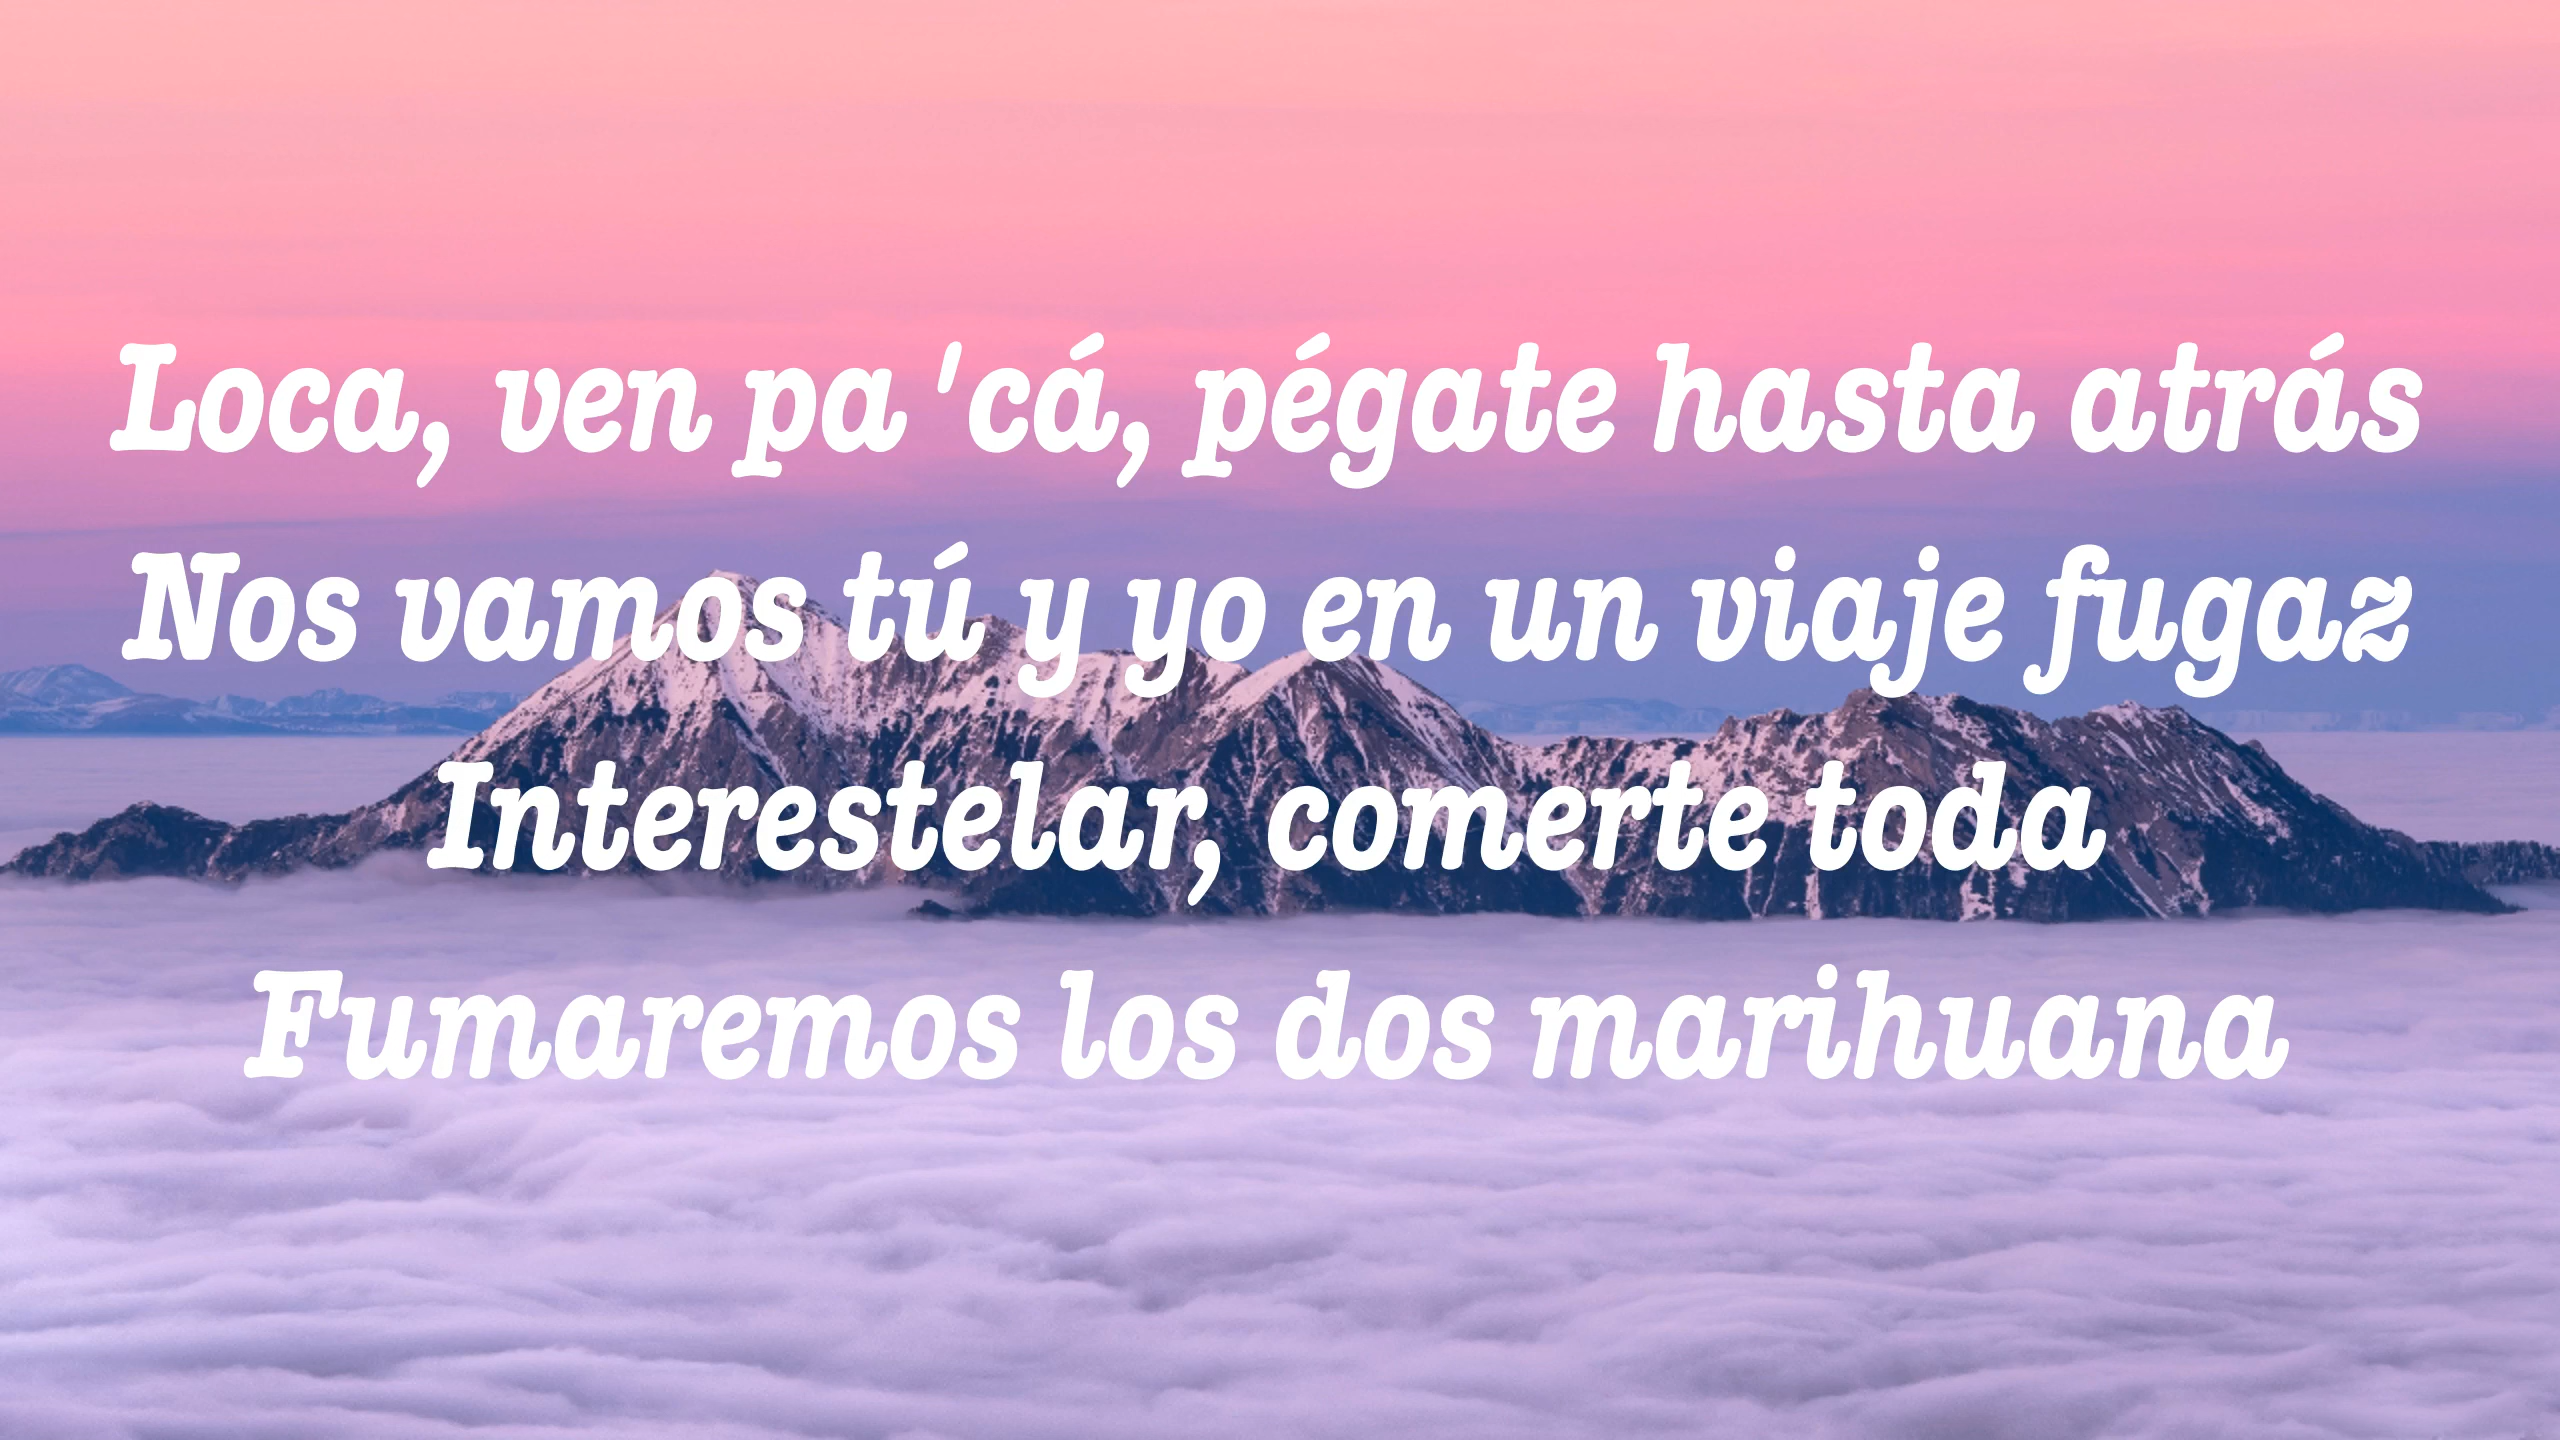 Loca, ven pa 'cá, pégate hasta atrás
Nos vamos tú y yo en un viaje fugaz
Interestelar, comerte toda
Fumaremos los dos marihuana